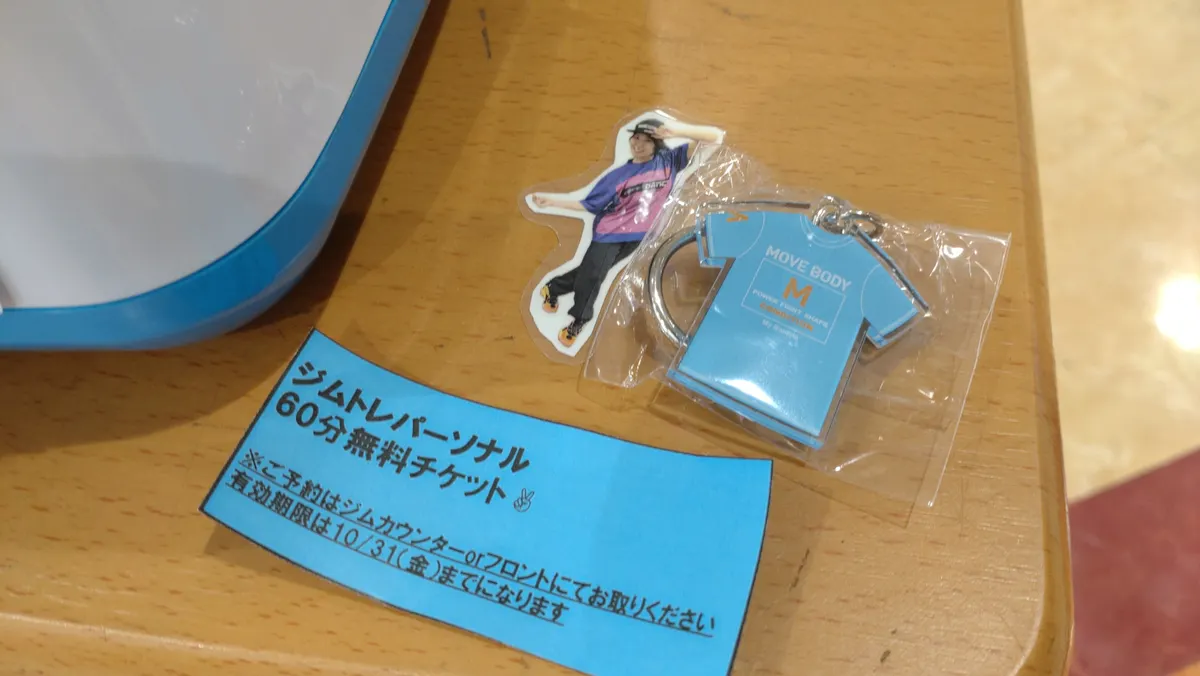 MOVE BODY
M
POWER FIGHT SHAPE
ジムトレパーソナル
60分無料チケット✌
※ご予約はジムカウンターorフロントにてお取りください
有効期限は10/31(金)までになります